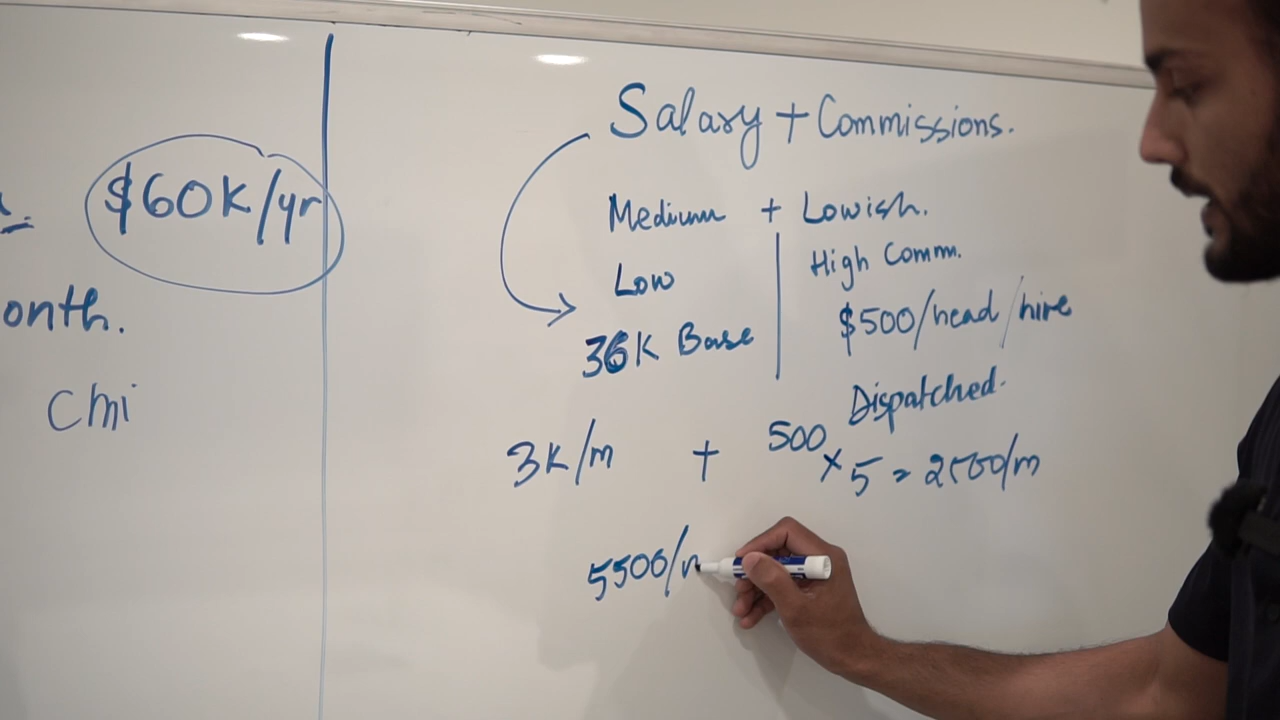 $60K/yr
onth.
Chi
Salary + Commissions.
Medium + Lowish.
Low
High Comm.
36K Base
$500/head/hire
Dispatched.
3K/m + 500 x 5 = 2500/m
5500/m